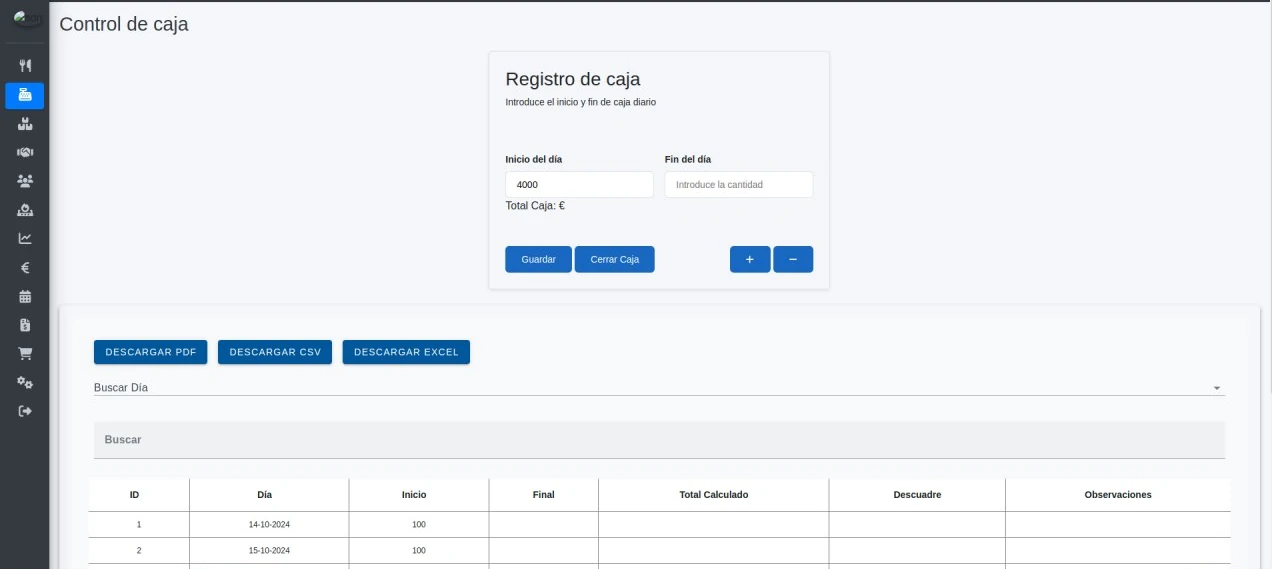 Control de caja
Registro de caja
Introduce el inicio y fin de caja diario
Inicio del día Fin del día
4000 Introduce la cantidad
Total Caja: €
Guardar Cerrar Caja + −
DESCARGAR PDF DESCARGAR CSV DESCARGAR EXCEL
Buscar Día
Buscar
ID Día Inicio Final Total Calculado Descuadre Observaciones
1 14-10-2024 100
2 15-10-2024 100